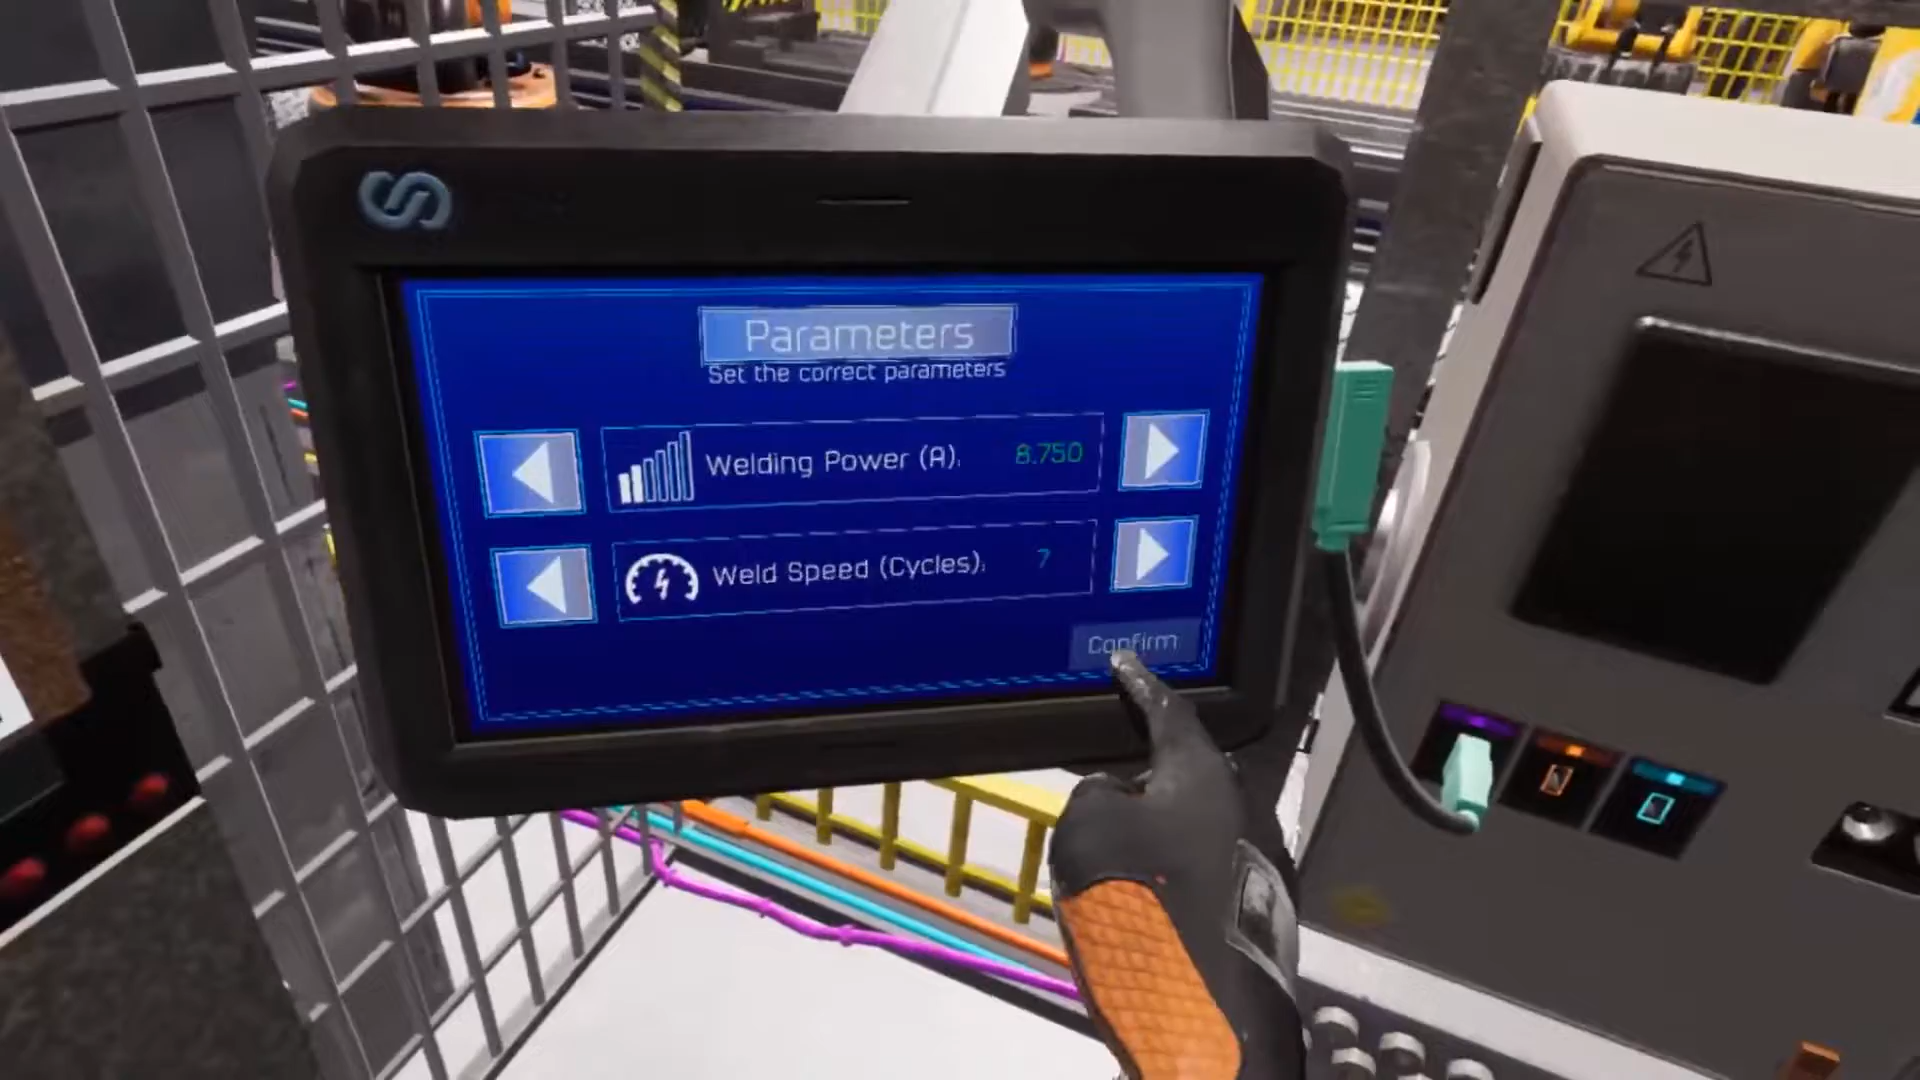 Parameters
Set the correct parameters
Welding Power (A): 8.750
Weld Speed (Cycles): 7
Confirm